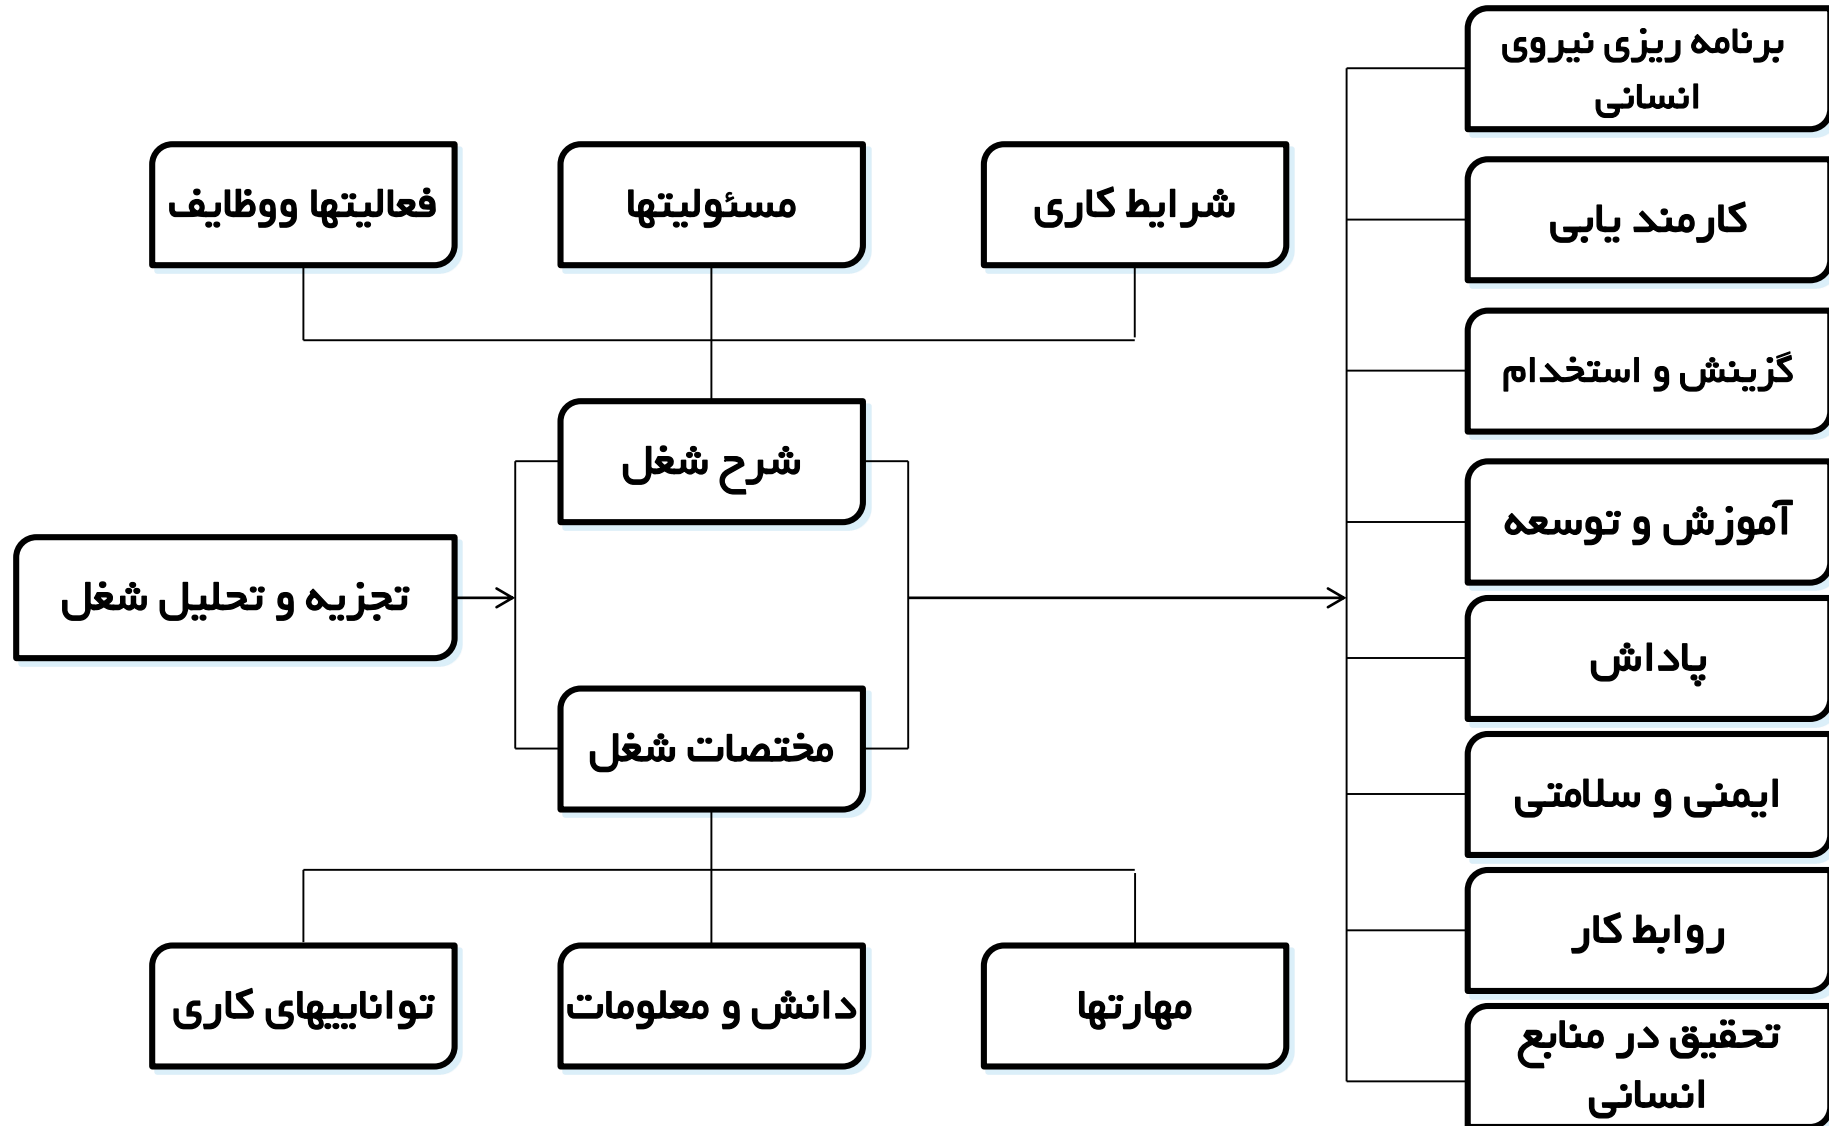 برنامه ریزی نیروی
انسانی
شرایط کاری
مسئولیتها
فعالیتها ووظایف
کارمند یابی
گزینش و استخدام
شرح شغل
آموزش و توسعه
تجزیه و تحلیل شغل
پاداش
مختصات شغل
ایمنی و سلامتی
روابط کار
مهارتها
دانش و معلومات
تواناییهای کاری
تحقیق در منابع
انسانی